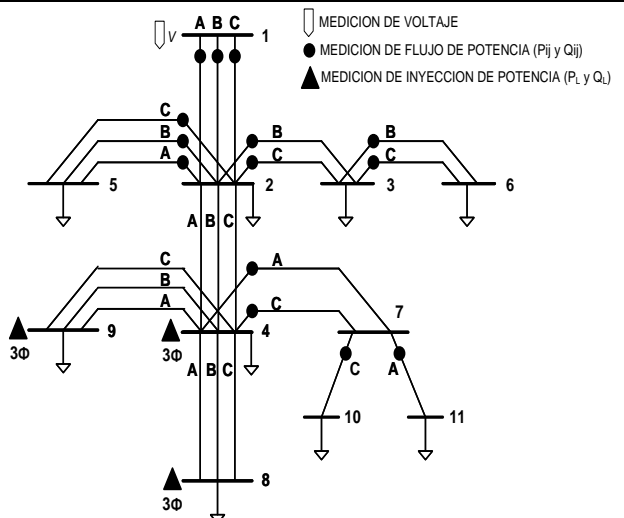 A B C
V
1
MEDICION DE VOLTAJE
MEDICION DE FLUJO DE POTENCIA (Pij y Qij)
MEDICION DE INYECCION DE POTENCIA (PL y QL)
C
B
A
B
C
B
C
5
2
3
6
A B C
C
B
A
A
C
7
3Φ
9
3Φ
4
A B C
C
A
10
11
3Φ
8